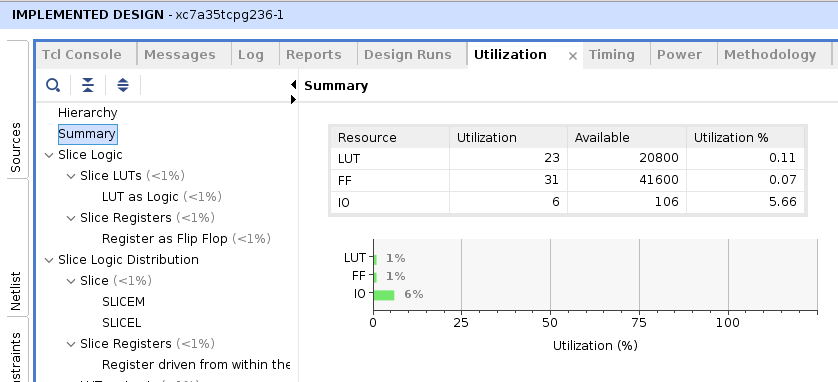 IMPLEMENTED DESIGN - xc7a35tcpg236-1
Tcl Console Messages Log Reports Design Runs Utilization × Timing Power Methodology
Sources
Netlist
Hierarchy
Summary
Slice Logic
Slice LUTs (<1%)
LUT as Logic (<1%)
Slice Registers (<1%)
Register as Flip Flop (<1%)
Slice Logic Distribution
Slice (<1%)
SLICEM
SLICEL
Slice Registers (<1%)
Register driven from within the
Summary
Resource Utilization Available Utilization %
LUT 23 20800 0.11
FF 31 41600 0.07
IO 6 106 5.66
LUT 1%
FF 1%
IO 6%
0 25 50 75 100
Utilization (%)